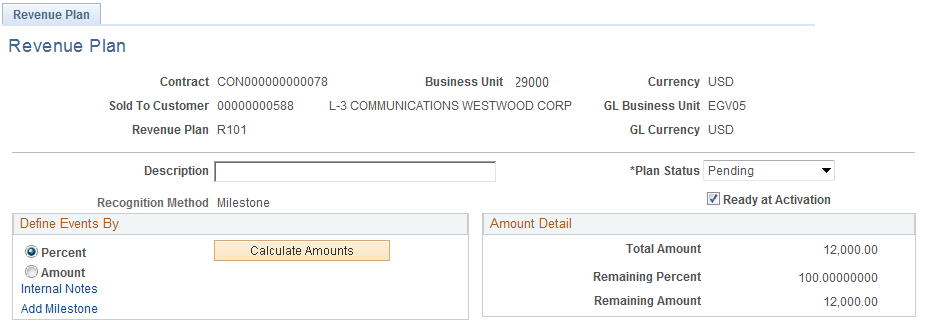 Revenue Plan
Revenue Plan
Contract CON000000000078 Business Unit 29000 Currency USD
Sold To Customer 00000000588 L-3 COMMUNICATIONS WESTWOOD CORP GL Business Unit EGV05
Revenue Plan R101 GL Currency USD
Description *Plan Status Pending
Ready at Activation
Recognition Method Milestone
Define Events By Amount Detail
Percent Calculate Amounts Total Amount 12,000.00
Amount Remaining Percent 100.00000000
Internal Notes
Add Milestone Remaining Amount 12,000.00